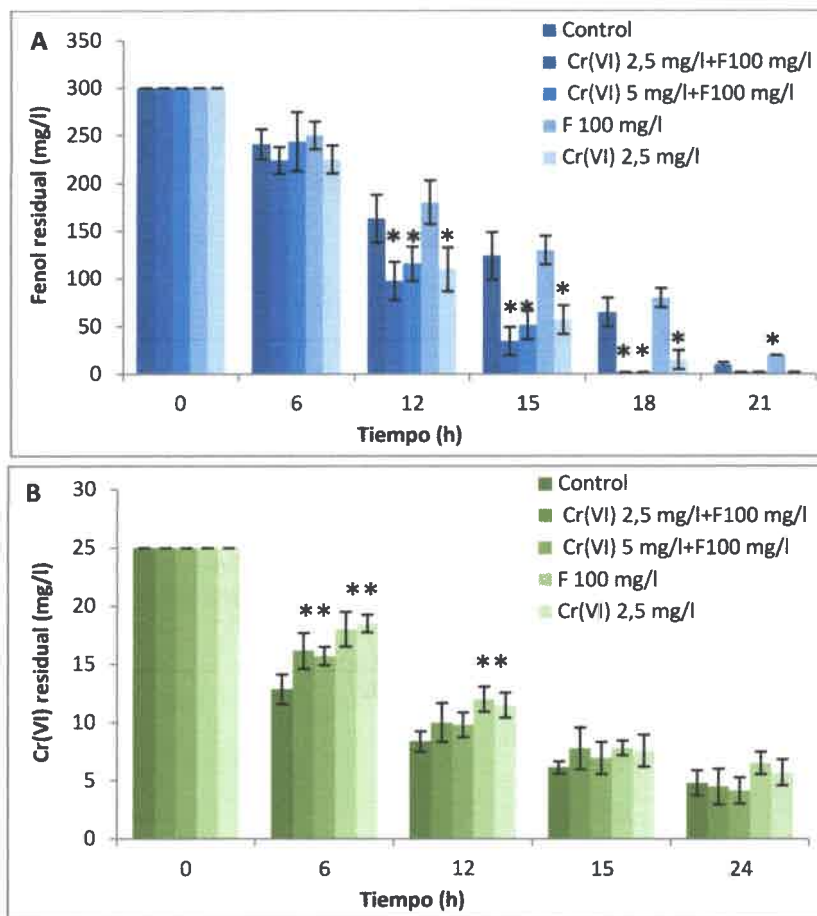 A
Control
Cr(VI) 2,5 mg/l+F100 mg/l
Cr(VI) 5 mg/l+F100 mg/l
F 100 mg/l
Cr(VI) 2,5 mg/l
Fenol residual (mg/l)
350
300
250
200
150
100
50
0
* * *
* * *
* * *
*
0 6 12 15 18 21
Tiempo (h)
B
Control
Cr(VI) 2,5 mg/l+F100 mg/l
Cr(VI) 5 mg/l+F100 mg/l
F 100 mg/l
Cr(VI) 2,5 mg/l
Cr(VI) residual (mg/l)
30
25
20
15
10
5
0
* * * *
* *
0 6 12 15 24
Tiempo (h)